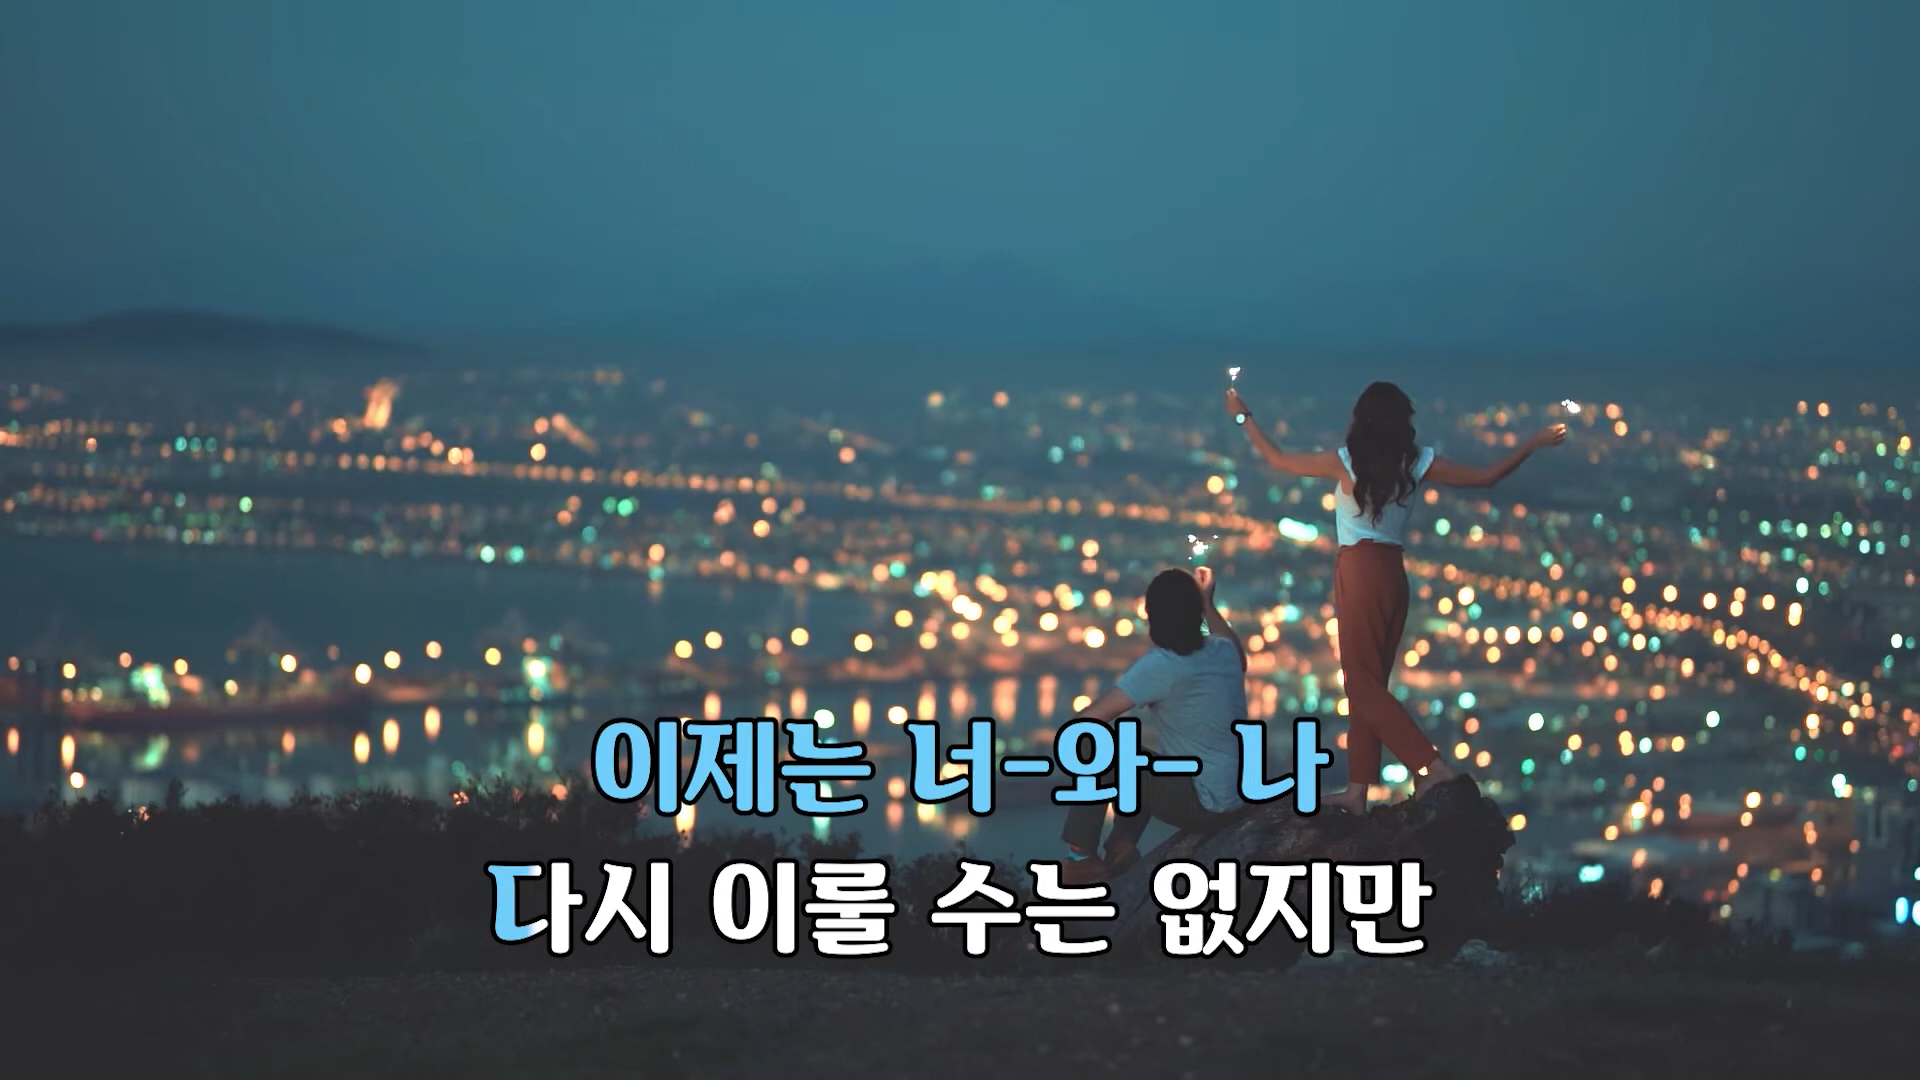 이제는 너-와- 나
다시 이룰 수는 없지만